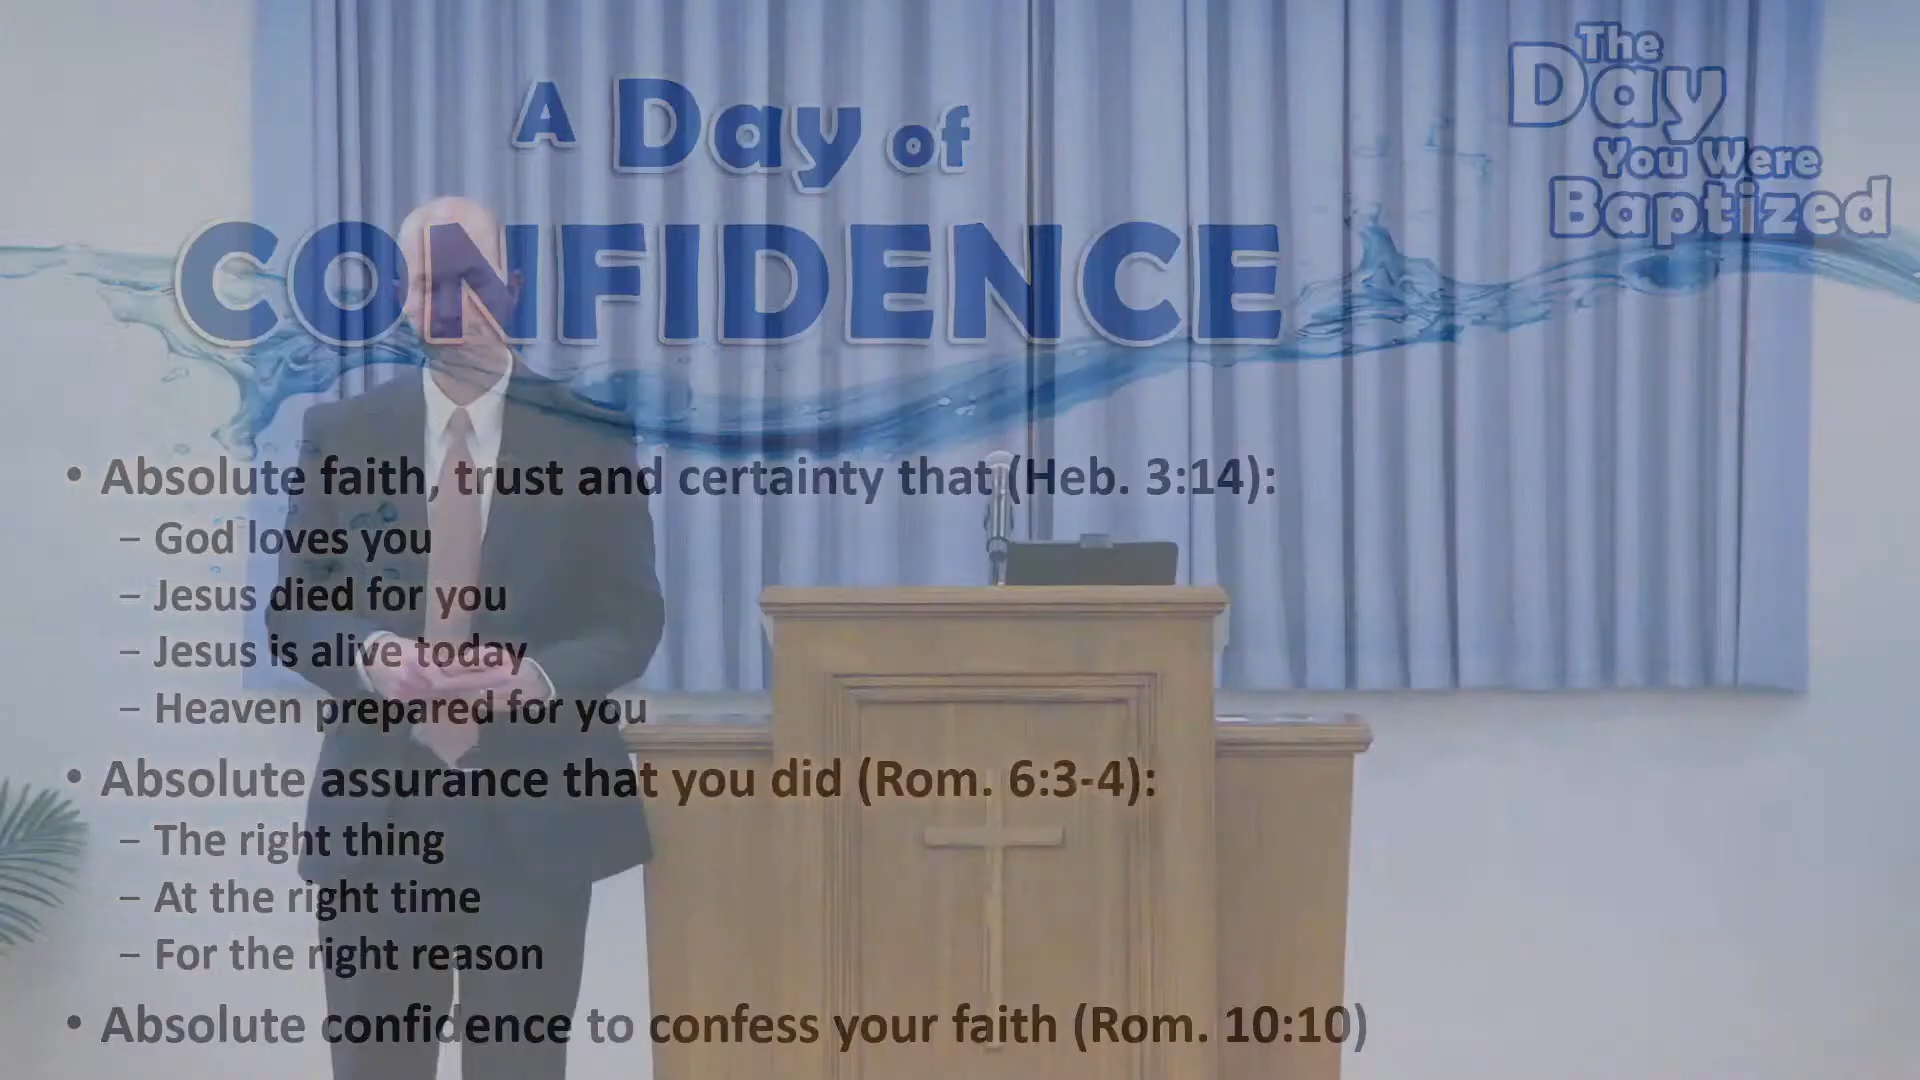 A Day of
CONFIDENCE
The
Day
You Were
Baptized
• Absolute faith, trust and certainty that (Heb. 3:14):
– God loves you
– Jesus died for you
– Jesus is alive today
– Heaven prepared for you
• Absolute assurance that you did (Rom. 6:3-4):
– The right thing
– At the right time
– For the right reason
• Absolute confidence to confess your faith (Rom. 10:10)